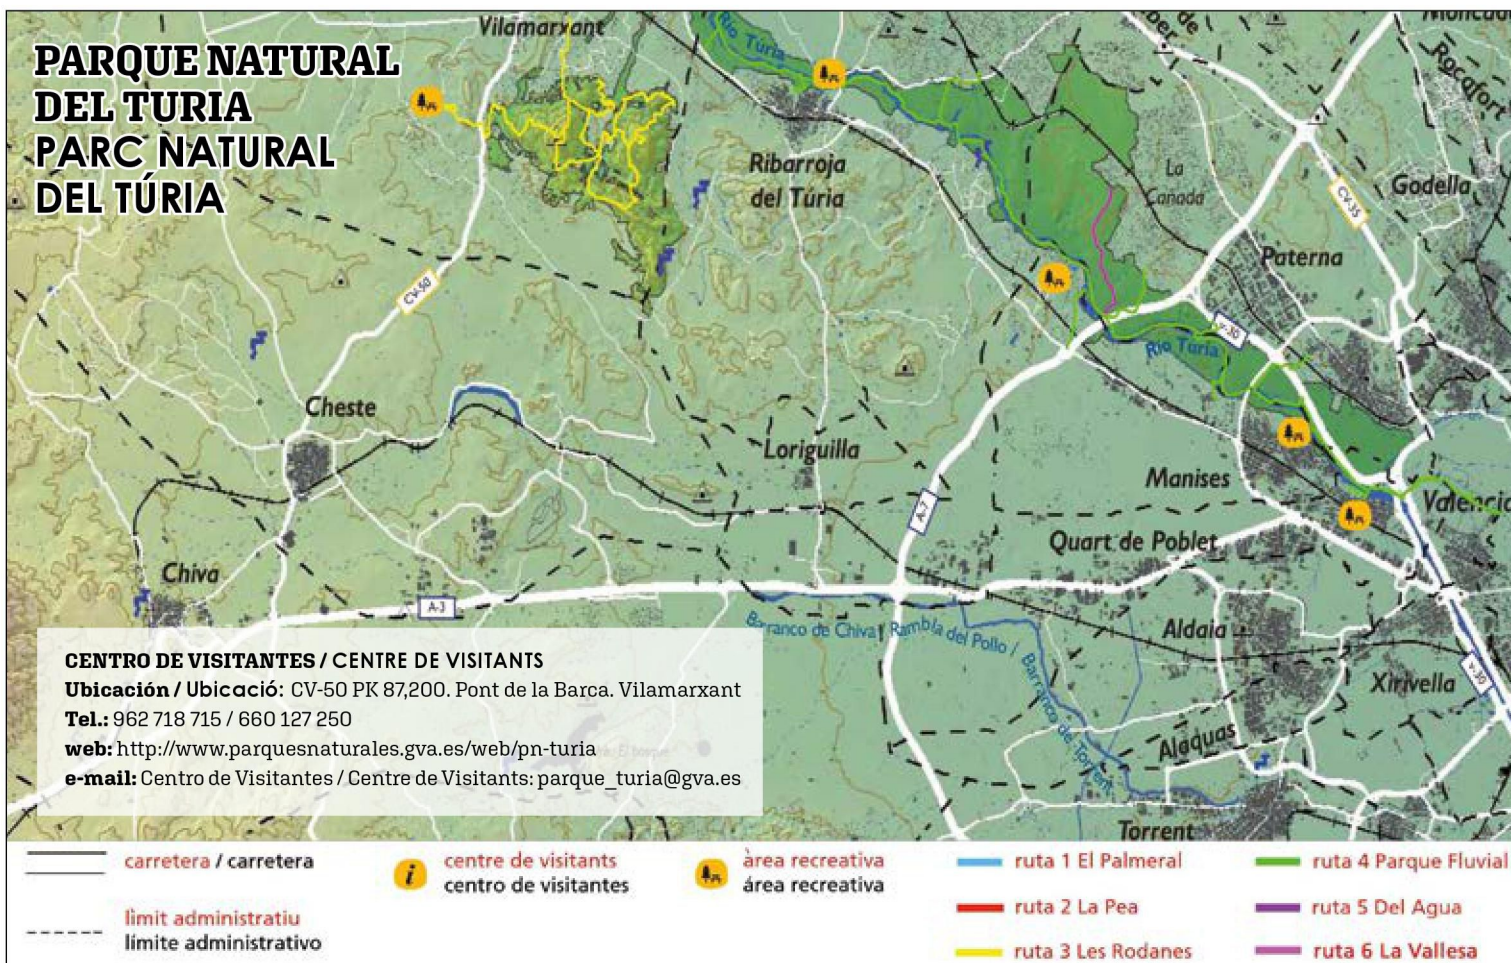 PARQUE NATURAL
DEL TURIA
PARC NATURAL
DEL TÚRIA
Vilamarxant
Río Turia
Ribarroja
del Túria
La
Canada
Rocafort
Godella
CV-35
Paterna
CV-50
V-30
Río Turia
Cheste
Loriguilla
Manises
Valencia
A-7
Quart de Poblet
Chiva
A-3
Barranco de Chiva / Rambla del Pollo / Barranco de Torrent
Aldaia
Xirivella
V-30
Alaquas
Torrent
CENTRO DE VISITANTES / CENTRE DE VISITANTS
Ubicación / Ubicació: CV-50 PK 87,200. Pont de la Barca. Vilamarxant
Tel.: 962 718 715 / 660 127 250
web: http://www.parquesnaturales.gva.es/web/pn-turia
e-mail: Centro de Visitantes / Centre de Visitants: parque_turia@gva.es
carretera / carretera
límit administratiu
límite administrativo
i
centre de visitants
centro de visitantes
àrea recreativa
área recreativa
ruta 1 El Palmeral
ruta 2 La Pea
ruta 3 Les Rodanes
ruta 4 Parque Fluvial
ruta 5 Del Agua
ruta 6 La Vallesa